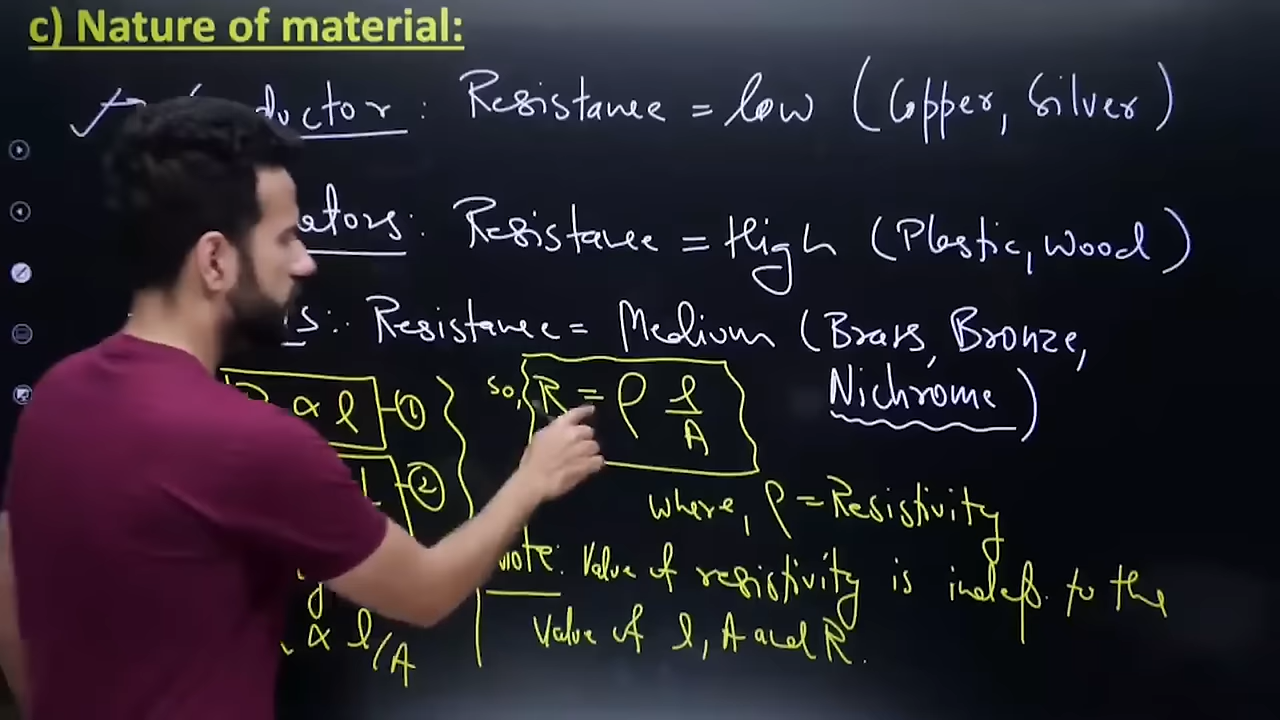 c) Nature of material:
ductor : Resistance = low (Copper, Silver)
ators : Resistance = High (Plastic, wood)
s : Resistance = Medium (Brass, Bronze,
Nichrome)
∝ l ①
so, R = ρ l/A
②
where, ρ = Resistivity
Note: Value of resistivity is indep. to the
∝ l/A
Value of l, A and R.